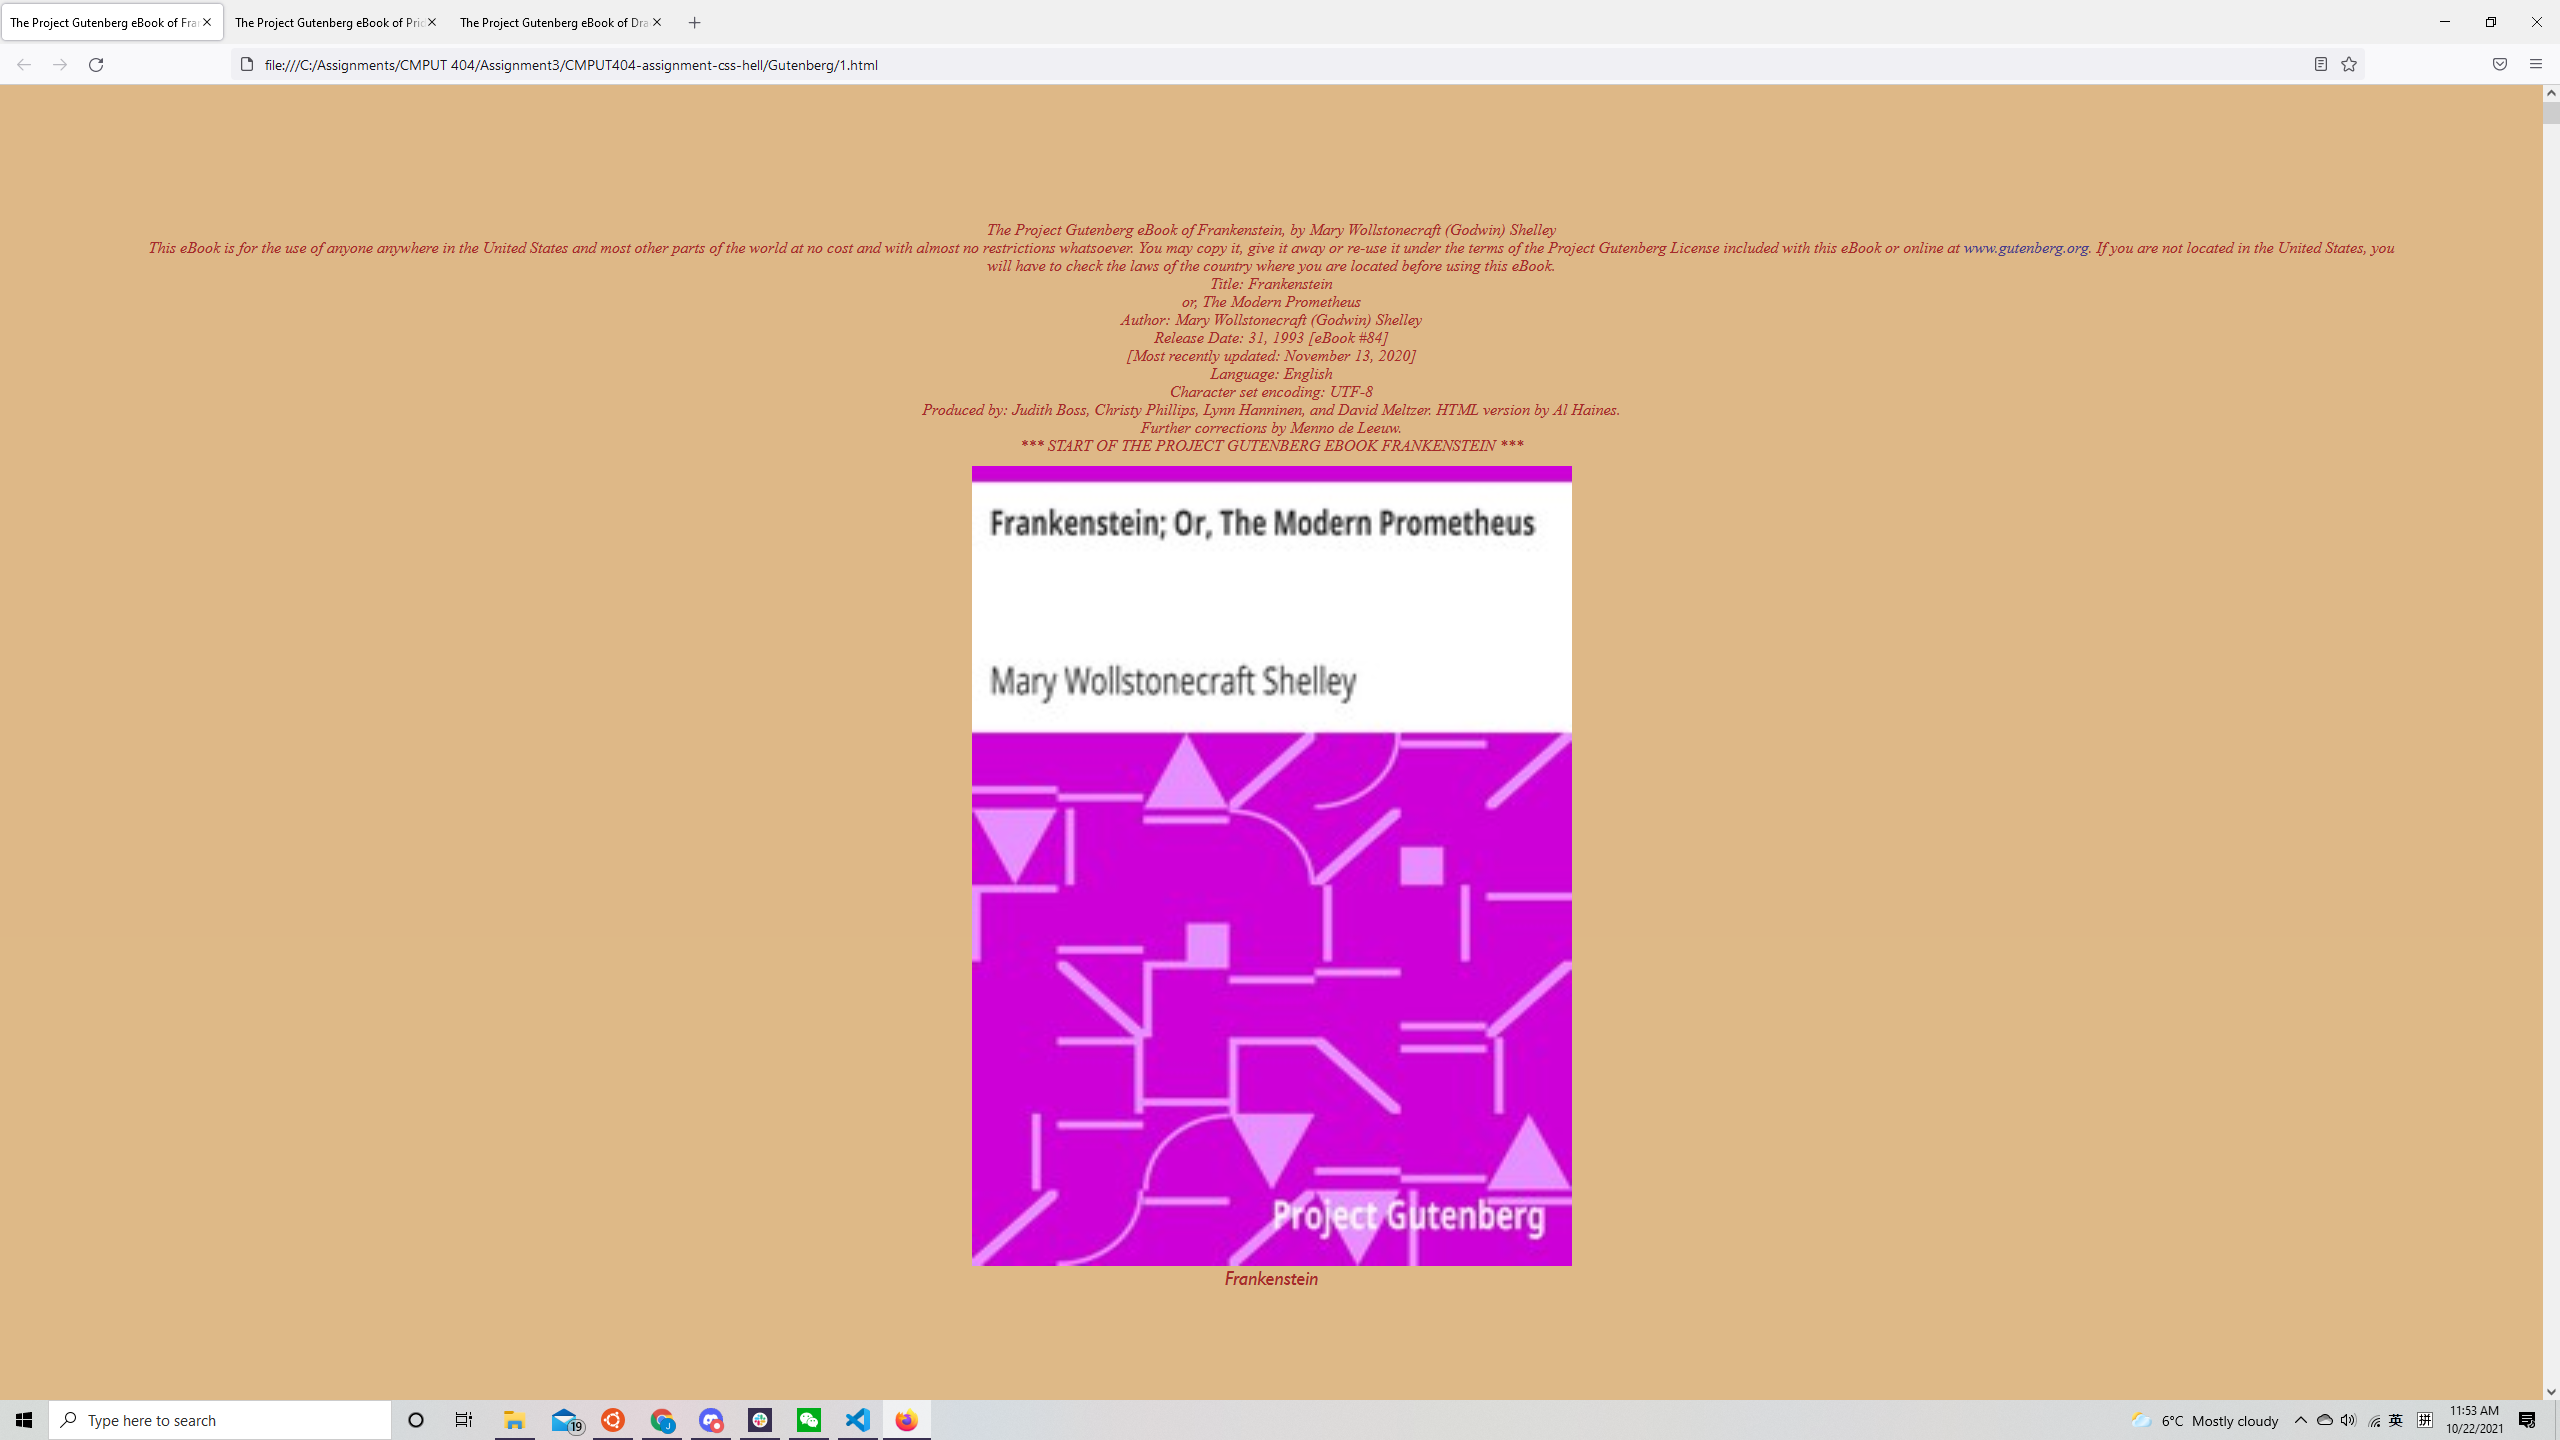 The Project Gutenberg eBook of Fra
The Project Gutenberg eBook of Prid
The Project Gutenberg eBook of Dra
file:///C:/Assignments/CMPUT 404/Assignment3/CMPUT404-assignment-css-hell/Gutenberg/1.html
The Project Gutenberg eBook of Frankenstein, by Mary Wollstonecraft (Godwin) Shelley
This eBook is for the use of anyone anywhere in the United States and most other parts of the world at no cost and with almost no restrictions whatsoever. You may copy it, give it away or re-use it under the terms of the Project Gutenberg License included with this eBook or online at www.gutenberg.org. If you are not located in the United States, you
will have to check the laws of the country where you are located before using this eBook.
Title: Frankenstein
or, The Modern Prometheus
Author: Mary Wollstonecraft (Godwin) Shelley
Release Date: 31, 1993 [eBook #84]
[Most recently updated: November 13, 2020]
Language: English
Character set encoding: UTF-8
Produced by: Judith Boss, Christy Phillips, Lynn Hanninen, and David Meltzer. HTML version by Al Haines.
Further corrections by Menno de Leeuw.
*** START OF THE PROJECT GUTENBERG EBOOK FRANKENSTEIN ***
Frankenstein; Or, The Modern Prometheus
Mary Wollstonecraft Shelley
Project Gutenberg
Frankenstein
Type here to search
19
J
6°C Mostly cloudy
英
拼
11:53 AM
10/22/2021